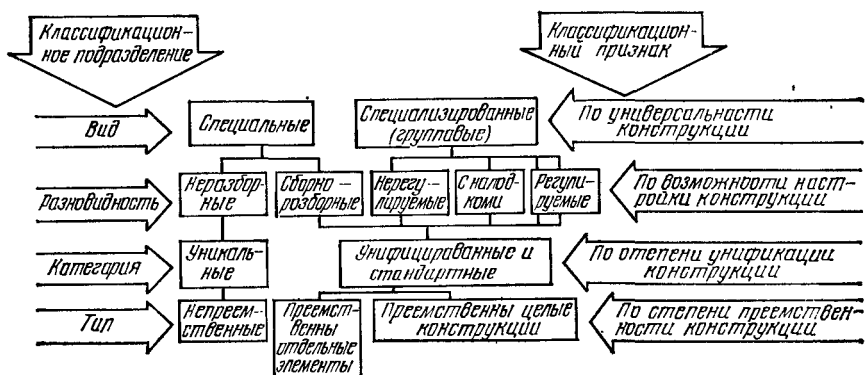 Классификацион-
ное подразделение
Классификацион-
ный признак
Вид
Специальные
Специализированные
(групповые)
По универсальности
конструкции
Разновидность
Неразбор-
ные
Сборно-
розборные
Нерегу-
лируемые
С налад-
ками
Регули-
руемые
По возможности наст-
ройки конструкции
Категория
Уникаль-
ные
Унифицированные и
стандартные
По степени унификации
конструкции
Тип
Непреем-
ственные
Преемст-
венны
отдельные
элементы
Преемственны целые
конструкции
По степени преемствен-
ности конструкции